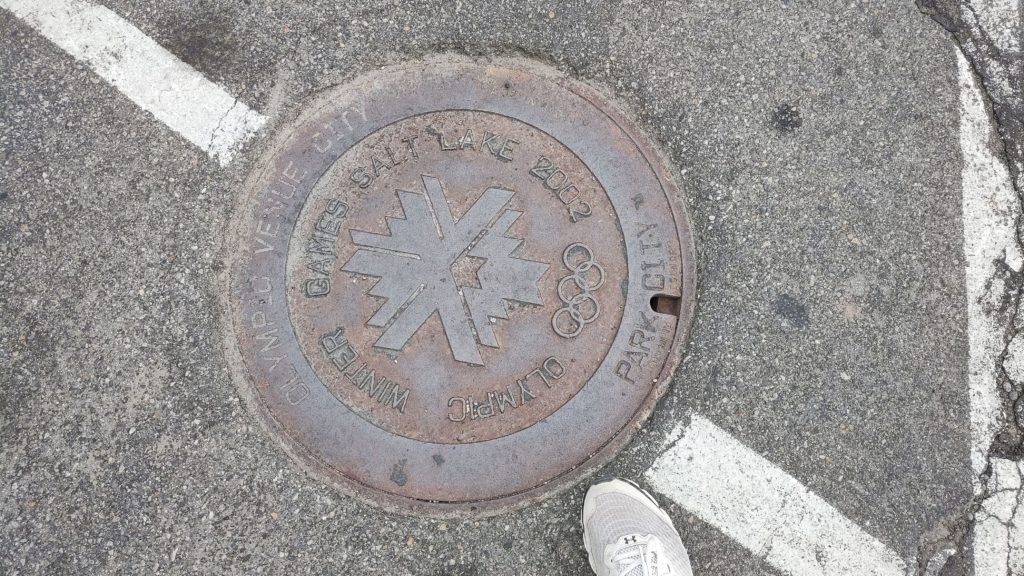 OLYMPIC VENUE CITY
PARK CITY
OLYMPIC WINTER GAMES SALT LAKE 2002